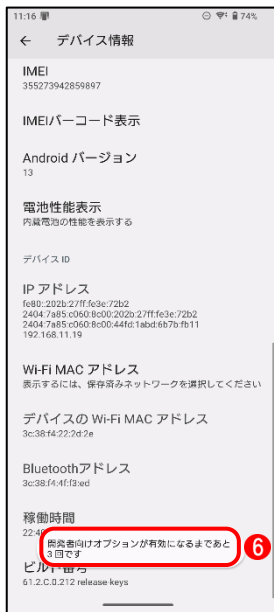 11:16 74%
← デバイス情報
IMEI
355273942859897
IMEIバーコード表示
Android バージョン
13
電池性能表示
内蔵電池の性能を表示する
デバイス ID
IP アドレス
fe80::202b:27ff:fe3e:72b2
2404:7a85:c060:8c00:202b:27ff:fe3e:72b2
2404:7a85:c060:8c00:44fd:1abd:6b7b:fb11
192.168.11.19
Wi-Fi MAC アドレス
表示するには、保存済みネットワークを選択してください
デバイスの Wi-Fi MAC アドレス
3c:38:f4:22:2d:2e
Bluetoothアドレス
3c:38:f4:4f:f3:ed
稼働時間
22:4
開発者向けオプションが有効になるまであと
3 回です
6
ビルド番号
61.2.C.0.212 release-keys